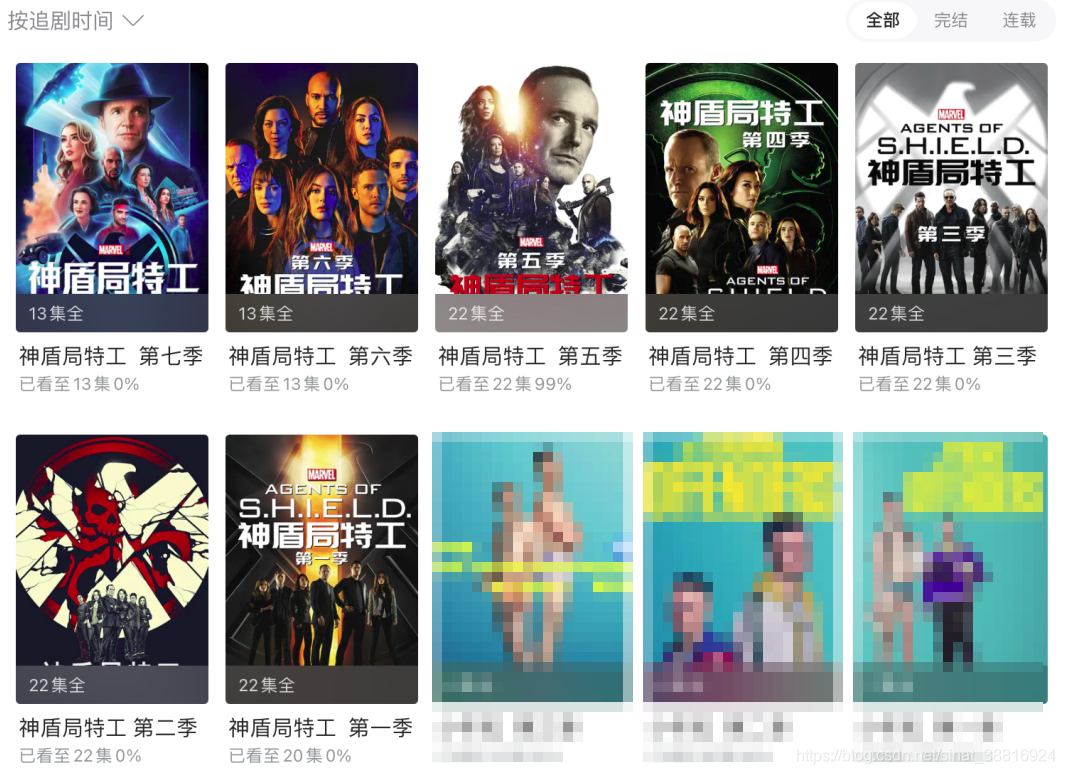 按追剧时间
全部 完结 连载
MARVEL
神盾局特工
13集全
神盾局特工 第七季
已看至13集0%
MARVEL
第六季
神盾局特工
13集全
神盾局特工 第六季
已看至13集0%
MARVEL
第五季
神盾局特工
22集全
神盾局特工 第五季
已看至22集99%
神盾局特工
第四季
MARVEL
AGENTS OF
SHIELD
22集全
神盾局特工 第四季
已看至22集0%
MARVEL
AGENTS OF
S.H.I.E.L.D.
神盾局特工
第三季
22集全
神盾局特工 第三季
已看至22集0%
神盾局特工
22集全
神盾局特工 第二季
已看至22集0%
MARVEL
AGENTS OF
S.H.I.E.L.D.
神盾局特工
第一季
22集全
神盾局特工 第一季
已看至20集0%
https://blog.csdn.net/sinat_38816924